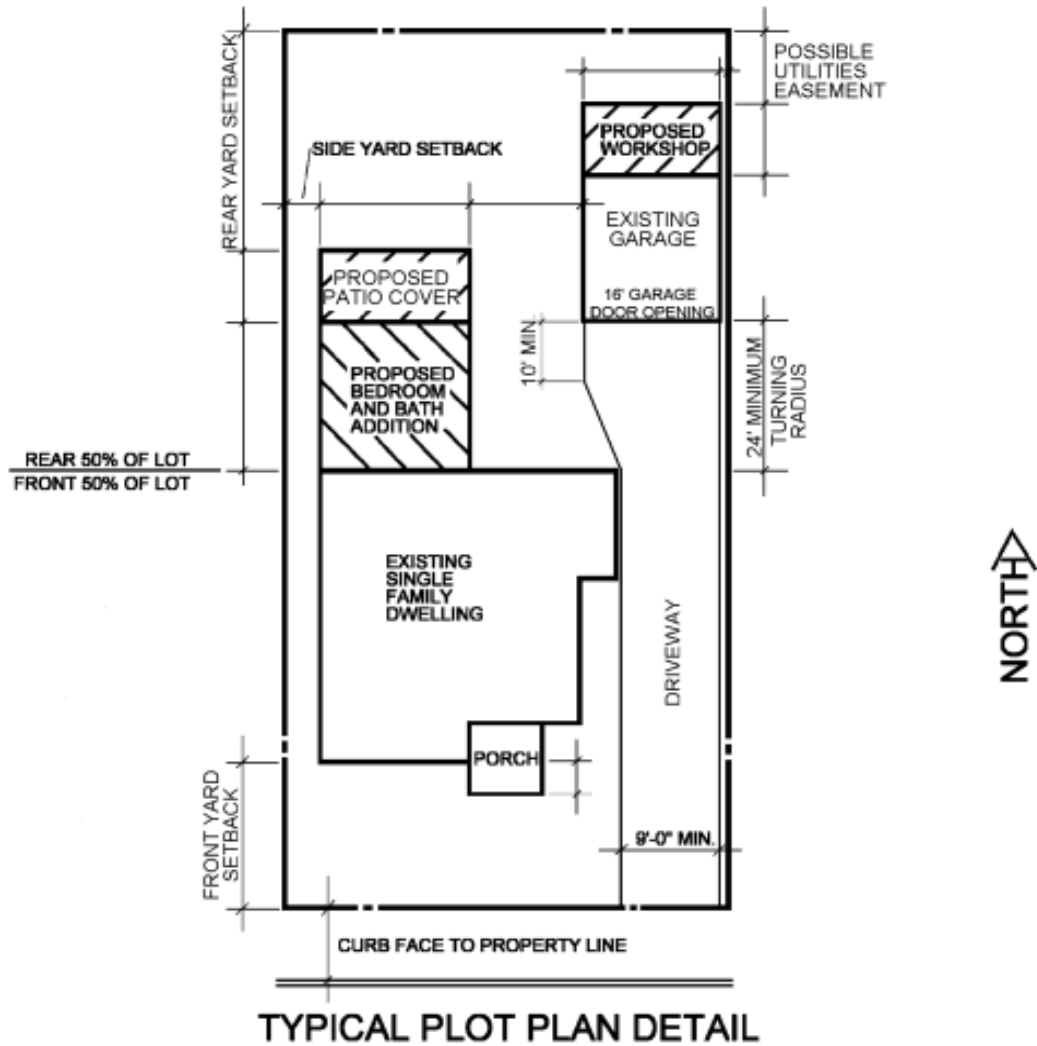 REAR YARD SETBACK
POSSIBLE
UTILITIES
EASEMENT
PROPOSED
WORKSHOP
SIDE YARD SETBACK
EXISTING
GARAGE
PROPOSED
PATIO COVER
16' GARAGE
DOOR OPENING
10' MIN.
24' MINIMUM
TURNING
RADIUS
PROPOSED
BEDROOM
AND BATH
ADDITION
REAR 50% OF LOT
FRONT 50% OF LOT
EXISTING
SINGLE
FAMILY
DWELLING
DRIVEWAY
NORTH
PORCH
FRONT YARD
SETBACK
9'-0" MIN.
CURB FACE TO PROPERTY LINE
TYPICAL PLOT PLAN DETAIL